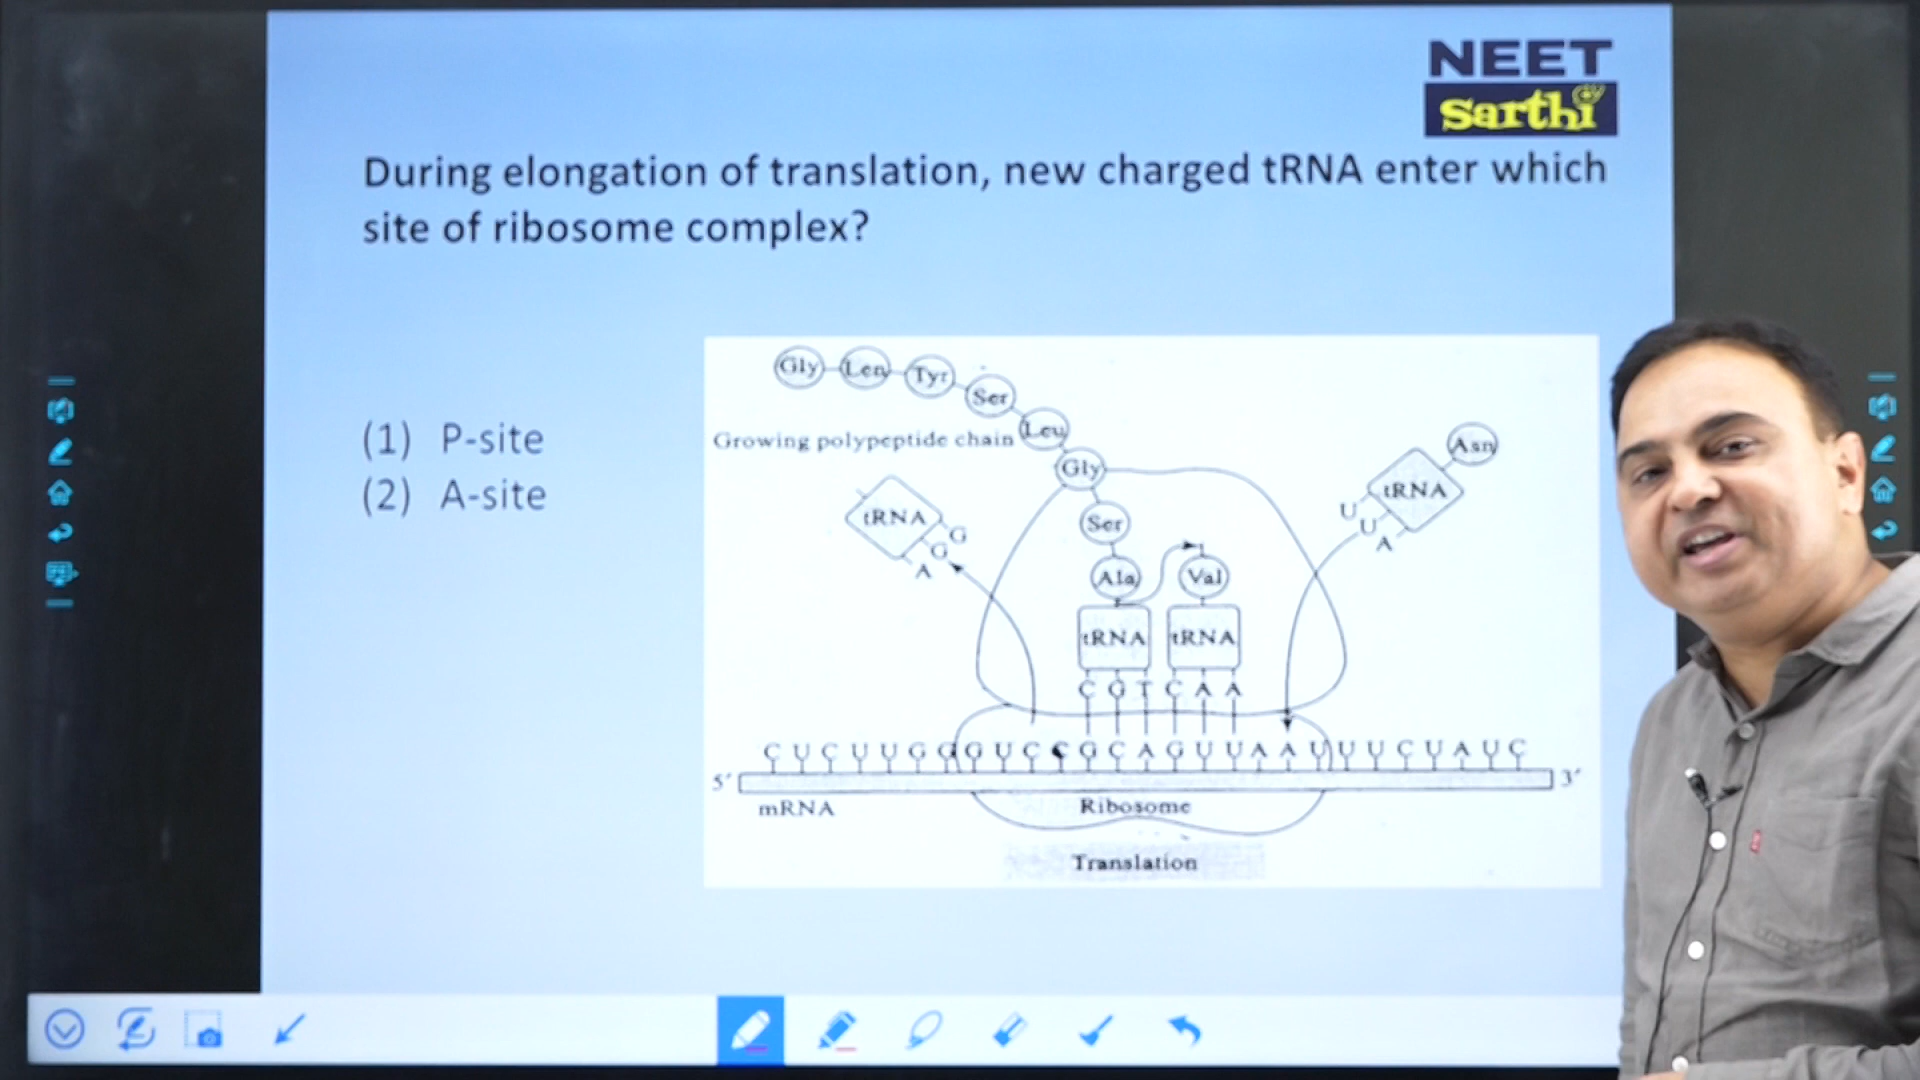 NEET
sarthi
During elongation of translation, new charged tRNA enter which
site of ribosome complex?
(1) P-site
(2) A-site
Gly Len Tyr Ser Leu Gly Ser Ala Val
Growing polypeptide chain
tRNA
A G G
Asn
tRNA
U U A
tRNA tRNA
C G T C A A
C U C U U G G G U C C G C A G U U A A U U U C U A U C
5′ 3′
mRNA
Ribosome
Translation